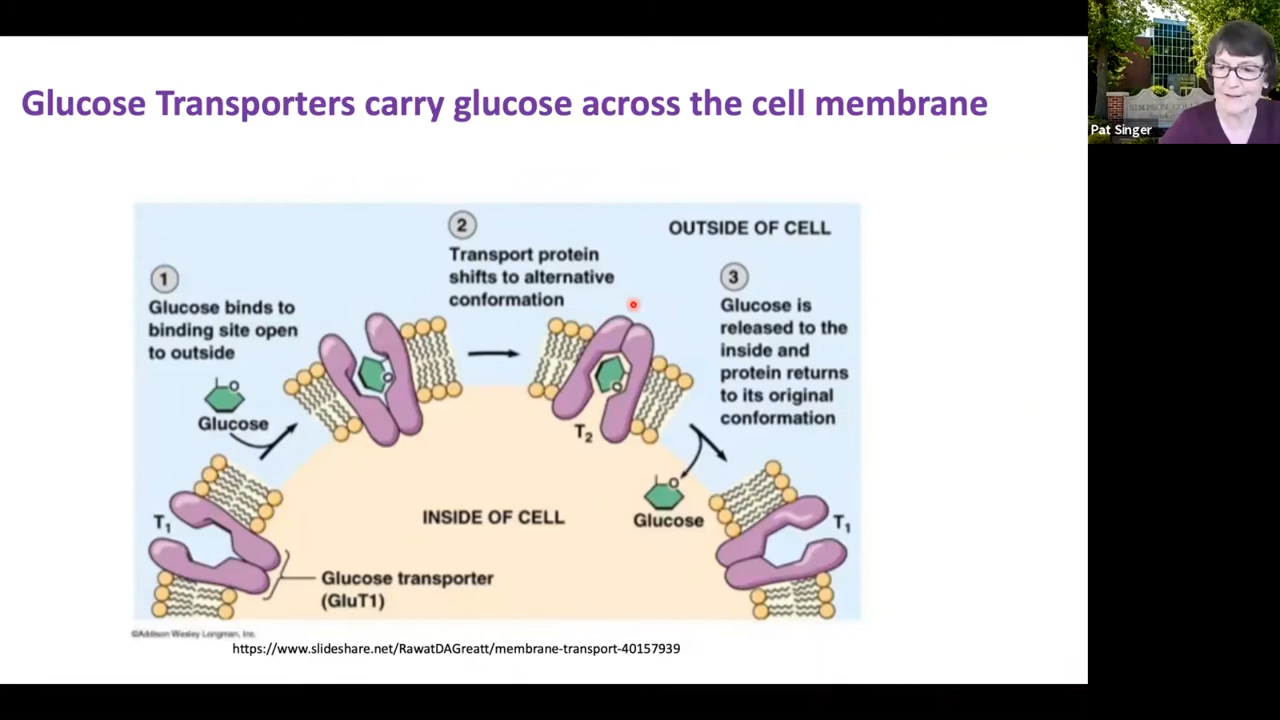 Glucose Transporters carry glucose across the cell membrane
Pat Singer
1
Glucose binds to
binding site open
to outside
Glucose
2
Transport protein
shifts to alternative
conformation
OUTSIDE OF CELL
3
Glucose is
released to the
inside and
protein returns
to its original
conformation
O
O
O
O
T2
T1
INSIDE OF CELL
Glucose
T1
Glucose transporter
(GluT1)
©Addison Wesley Longman, Inc.
https://www.slideshare.net/RawatDAGreatt/membrane-transport-40157939